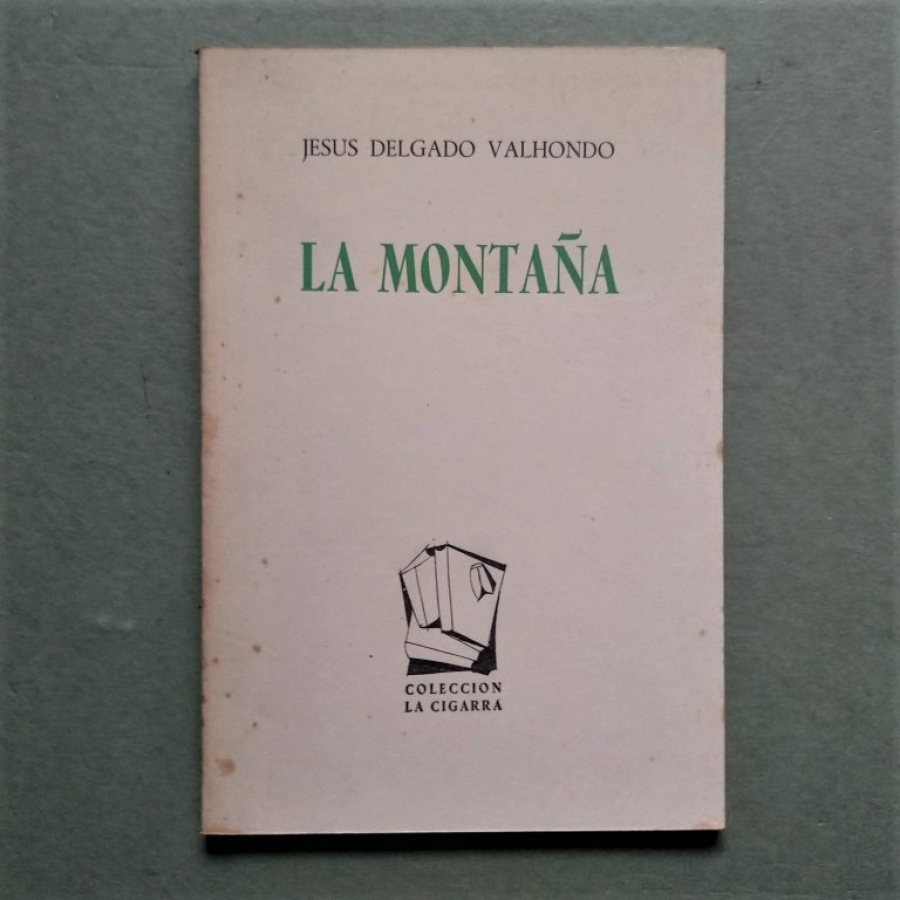 JESUS DELGADO VALHONDO
LA MONTAÑA
COLECCION
LA CIGARRA